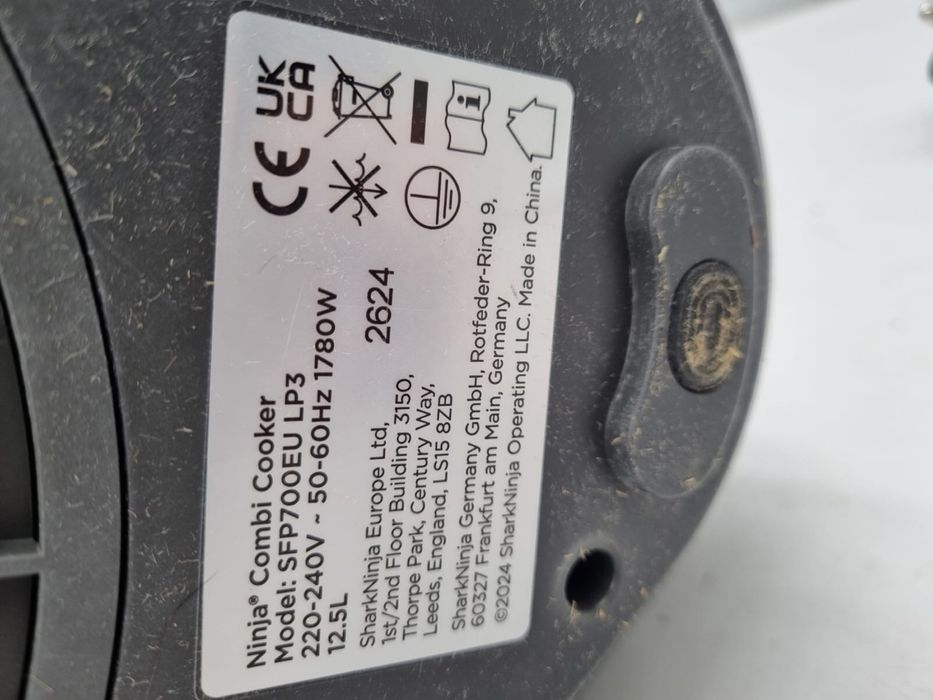 Ninja® Combi Cooker
Model: SFP700EU LP3
220-240V ~ 50-60Hz 1780W
12.5L
SharkNinja Europe Ltd,
1st/2nd Floor Building 3150,
Thorpe Park, Century Way,
Leeds, England, LS15 8ZB
2624
SharkNinja Germany GmbH, Rotfeder-Ring 9,
60327 Frankfurt am Main, Germany
©2024 SharkNinja Operating LLC. Made in China.
CE
UK
CA